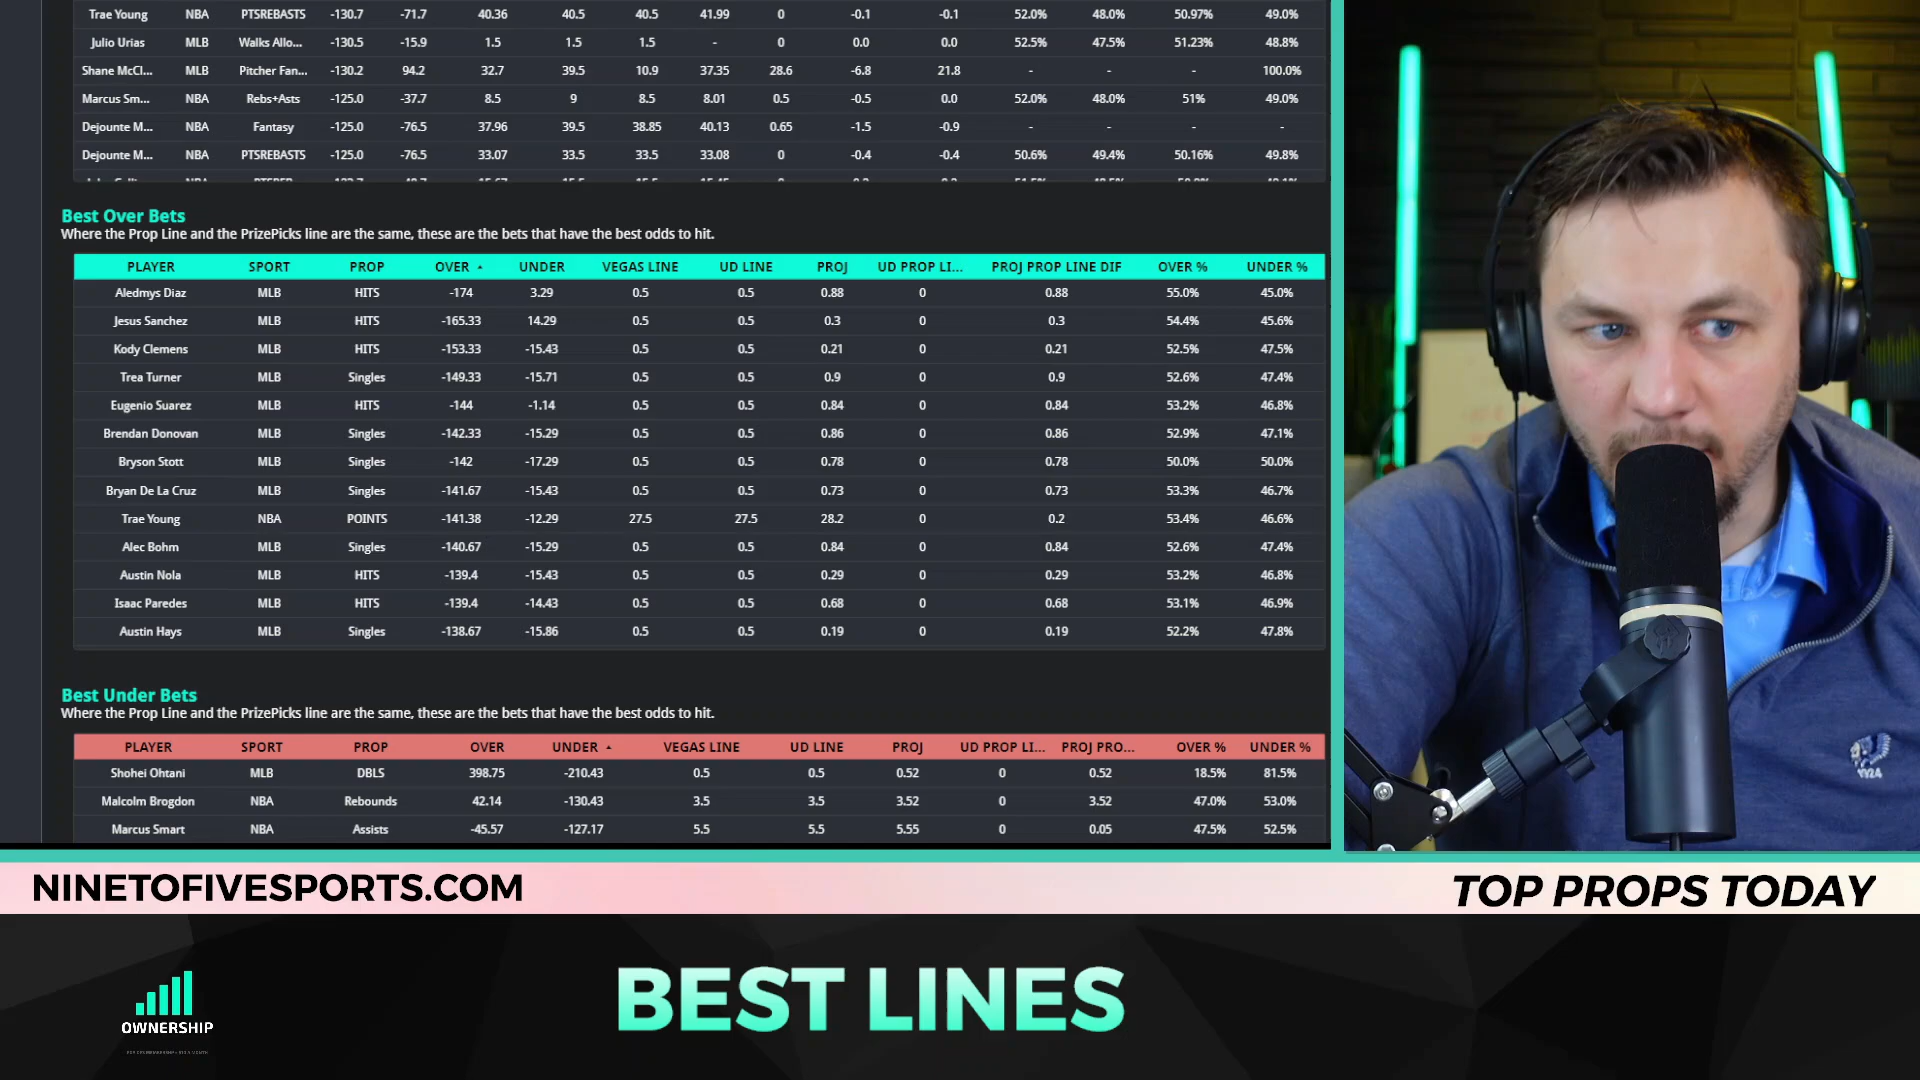 Trae Young NBA PTSREBASTS -130.7 -71.7 40.36 40.5 40.5 41.99 0 -0.1 -0.1 52.0% 48.0% 50.97% 49.0%
Julio Urias MLB Walks Allo... -130.5 -15.9 1.5 1.5 1.5 - 0 0.0 0.0 52.5% 47.5% 51.23% 48.8%
Shane McCl... MLB Pitcher Fan... -130.2 94.2 32.7 39.5 10.9 37.35 28.6 -6.8 21.8 - - - 100.0%
Marcus Sm... NBA Rebs+Asts -125.0 -37.7 8.5 9 8.5 8.01 0.5 -0.5 0.0 52.0% 48.0% 51% 49.0%
Dejounte M... NBA Fantasy -125.0 -76.5 37.96 39.5 38.85 40.13 0.65 -1.5 -0.9 - - - -
Dejounte M... NBA PTSREBASTS -125.0 -76.5 33.07 33.5 33.5 33.08 0 -0.4 -0.4 50.6% 49.4% 50.16% 49.8%
Best Over Bets
Where the Prop Line and the PrizePicks line are the same, these are the bets that have the best odds to hit.
PLAYER SPORT PROP OVER UNDER VEGAS LINE UD LINE PROJ UD PROP LI... PROJ PROP LINE DIF OVER % UNDER %
Aledmys Diaz MLB HITS -174 3.29 0.5 0.5 0.88 0 0.88 55.0% 45.0%
Jesus Sanchez MLB HITS -165.33 14.29 0.5 0.5 0.3 0 0.3 54.4% 45.6%
Kody Clemens MLB HITS -153.33 -15.43 0.5 0.5 0.21 0 0.21 52.5% 47.5%
Trea Turner MLB Singles -149.33 -15.71 0.5 0.5 0.9 0 0.9 52.6% 47.4%
Eugenio Suarez MLB HITS -144 -1.14 0.5 0.5 0.84 0 0.84 53.2% 46.8%
Brendan Donovan MLB Singles -142.33 -15.29 0.5 0.5 0.86 0 0.86 52.9% 47.1%
Bryson Stott MLB Singles -142 -17.29 0.5 0.5 0.78 0 0.78 50.0% 50.0%
Bryan De La Cruz MLB Singles -141.67 -15.43 0.5 0.5 0.73 0 0.73 53.3% 46.7%
Trae Young NBA POINTS -141.38 -12.29 27.5 27.5 28.2 0 0.2 53.4% 46.6%
Alec Bohm MLB Singles -140.67 -15.29 0.5 0.5 0.84 0 0.84 52.6% 47.4%
Austin Nola MLB HITS -139.4 -15.43 0.5 0.5 0.29 0 0.29 53.2% 46.8%
Isaac Paredes MLB HITS -139.4 -14.43 0.5 0.5 0.68 0 0.68 53.1% 46.9%
Austin Hays MLB Singles -138.67 -15.86 0.5 0.5 0.19 0 0.19 52.2% 47.8%
Best Under Bets
Where the Prop Line and the PrizePicks line are the same, these are the bets that have the best odds to hit.
PLAYER SPORT PROP OVER UNDER VEGAS LINE UD LINE PROJ UD PROP LI... PROJ PRO... OVER % UNDER %
Shohei Ohtani MLB DBLS 398.75 -210.43 0.5 0.5 0.52 0 0.52 18.5% 81.5%
Malcolm Brogdon NBA Rebounds 42.14 -130.43 3.5 3.5 3.52 0 3.52 47.0% 53.0%
Marcus Smart NBA Assists -45.57 -127.17 5.5 5.5 5.55 0 0.05 47.5% 52.5%
1924
NINETOFIVESPORTS.COM
TOP PROPS TODAY
BEST LINES
OWNERSHIP